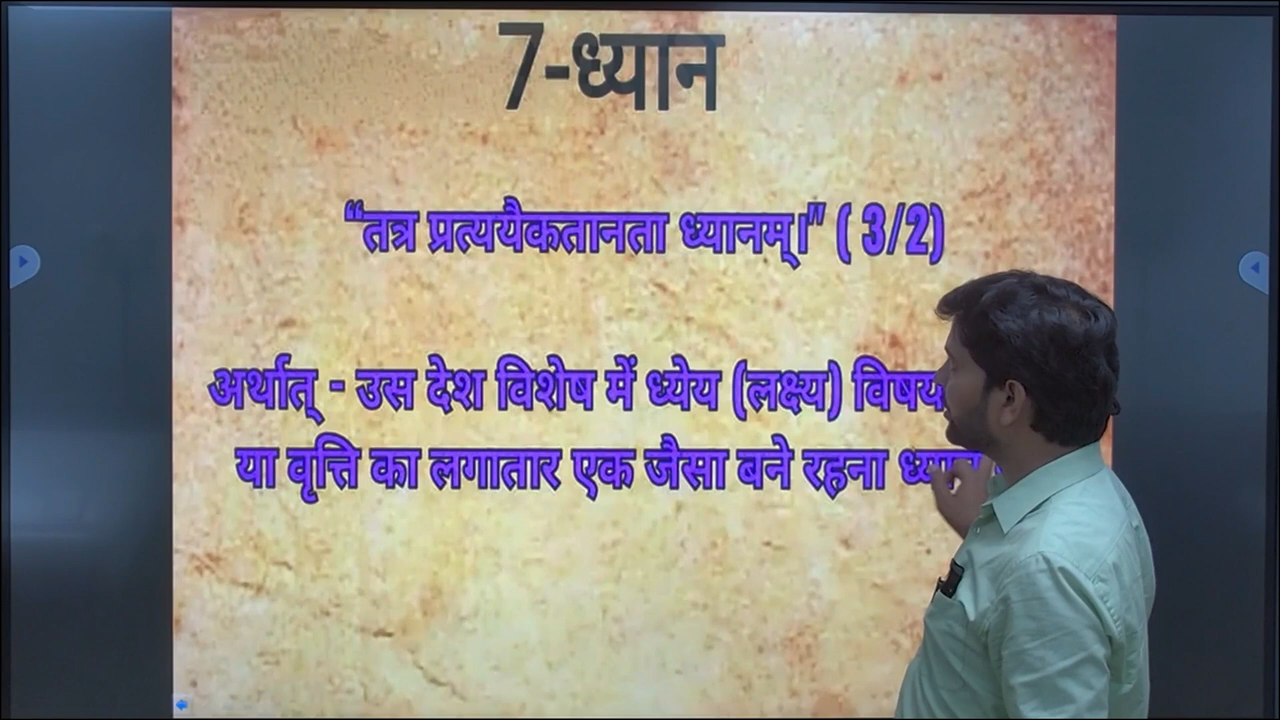 7-ध्यान
“तत्र प्रत्ययैकतानता ध्यानम्।” ( 3/2)
अर्थात् - उस देश विशेष में ध्येय (लक्ष्य) विषय
या वृत्ति का लगातार एक जैसा बने रहना